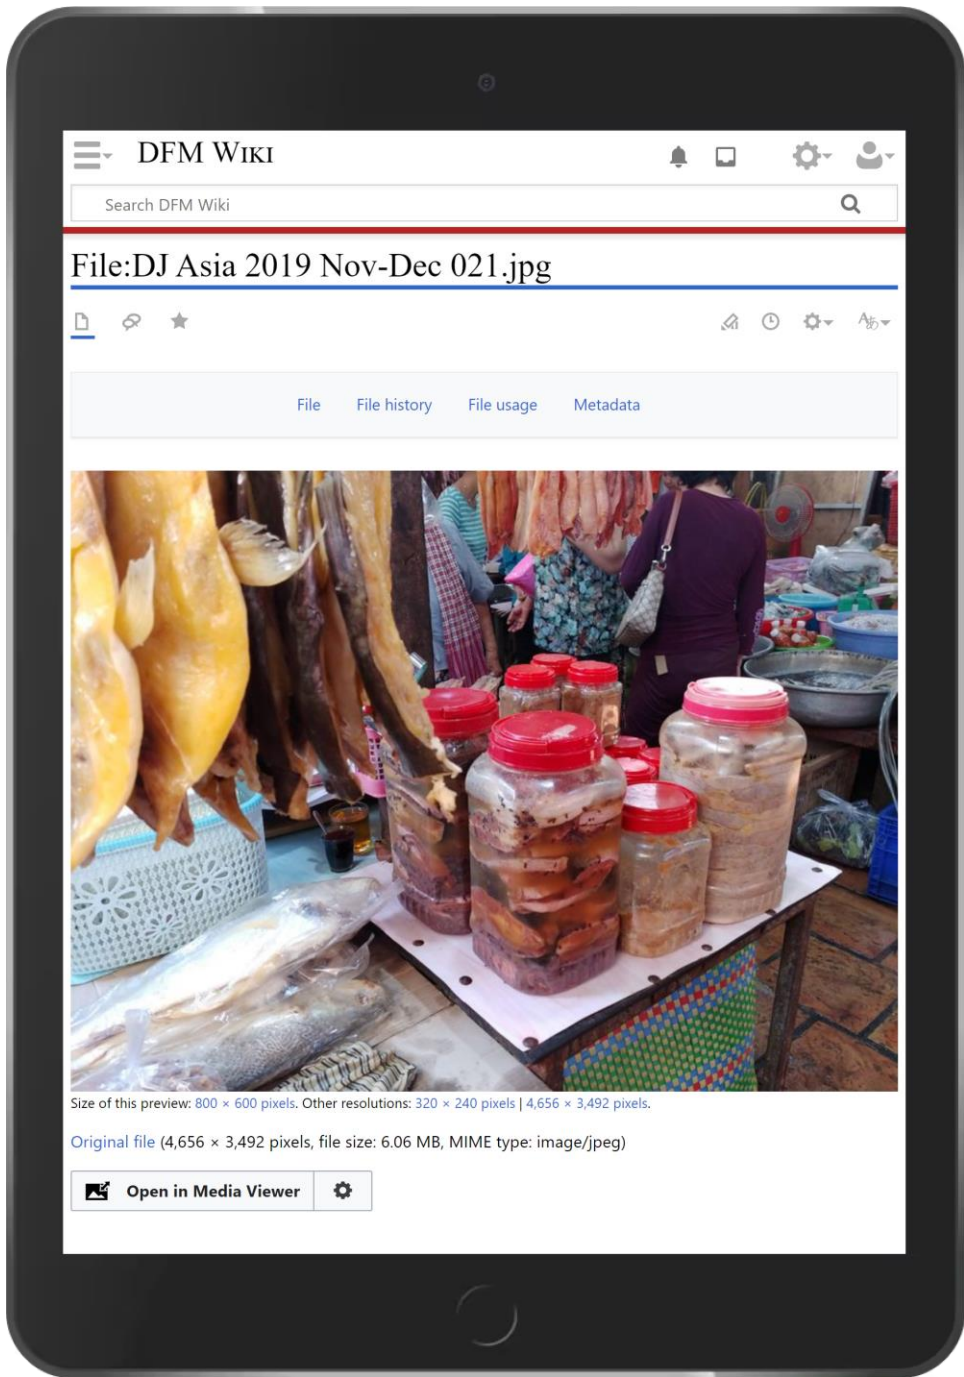 DFM WIKI
Search DFM Wiki
File:DJ Asia 2019 Nov-Dec 021.jpg
File File history File usage Metadata
Size of this preview: 800 × 600 pixels. Other resolutions: 320 × 240 pixels | 4,656 × 3,492 pixels.
Original file (4,656 × 3,492 pixels, file size: 6.06 MB, MIME type: image/jpeg)
Open in Media Viewer